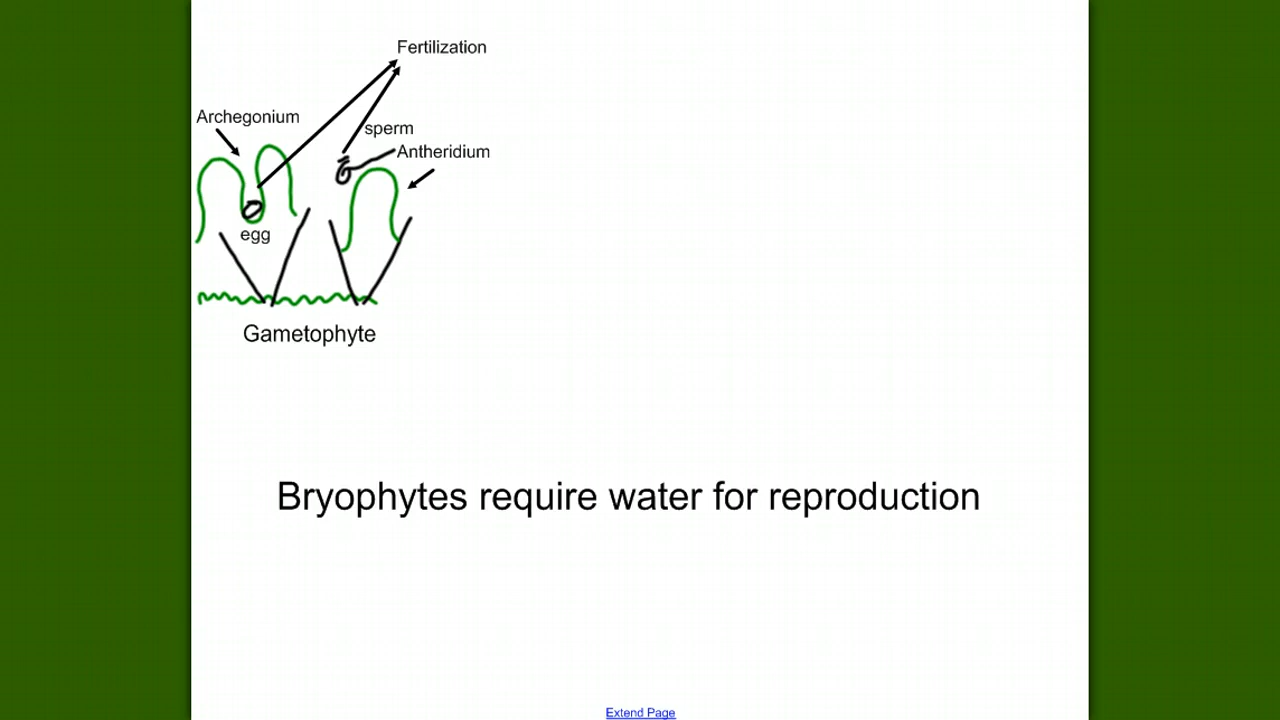 Fertilization
Archegonium
sperm
Antheridium
egg
Gametophyte
Bryophytes require water for reproduction
Extend Page